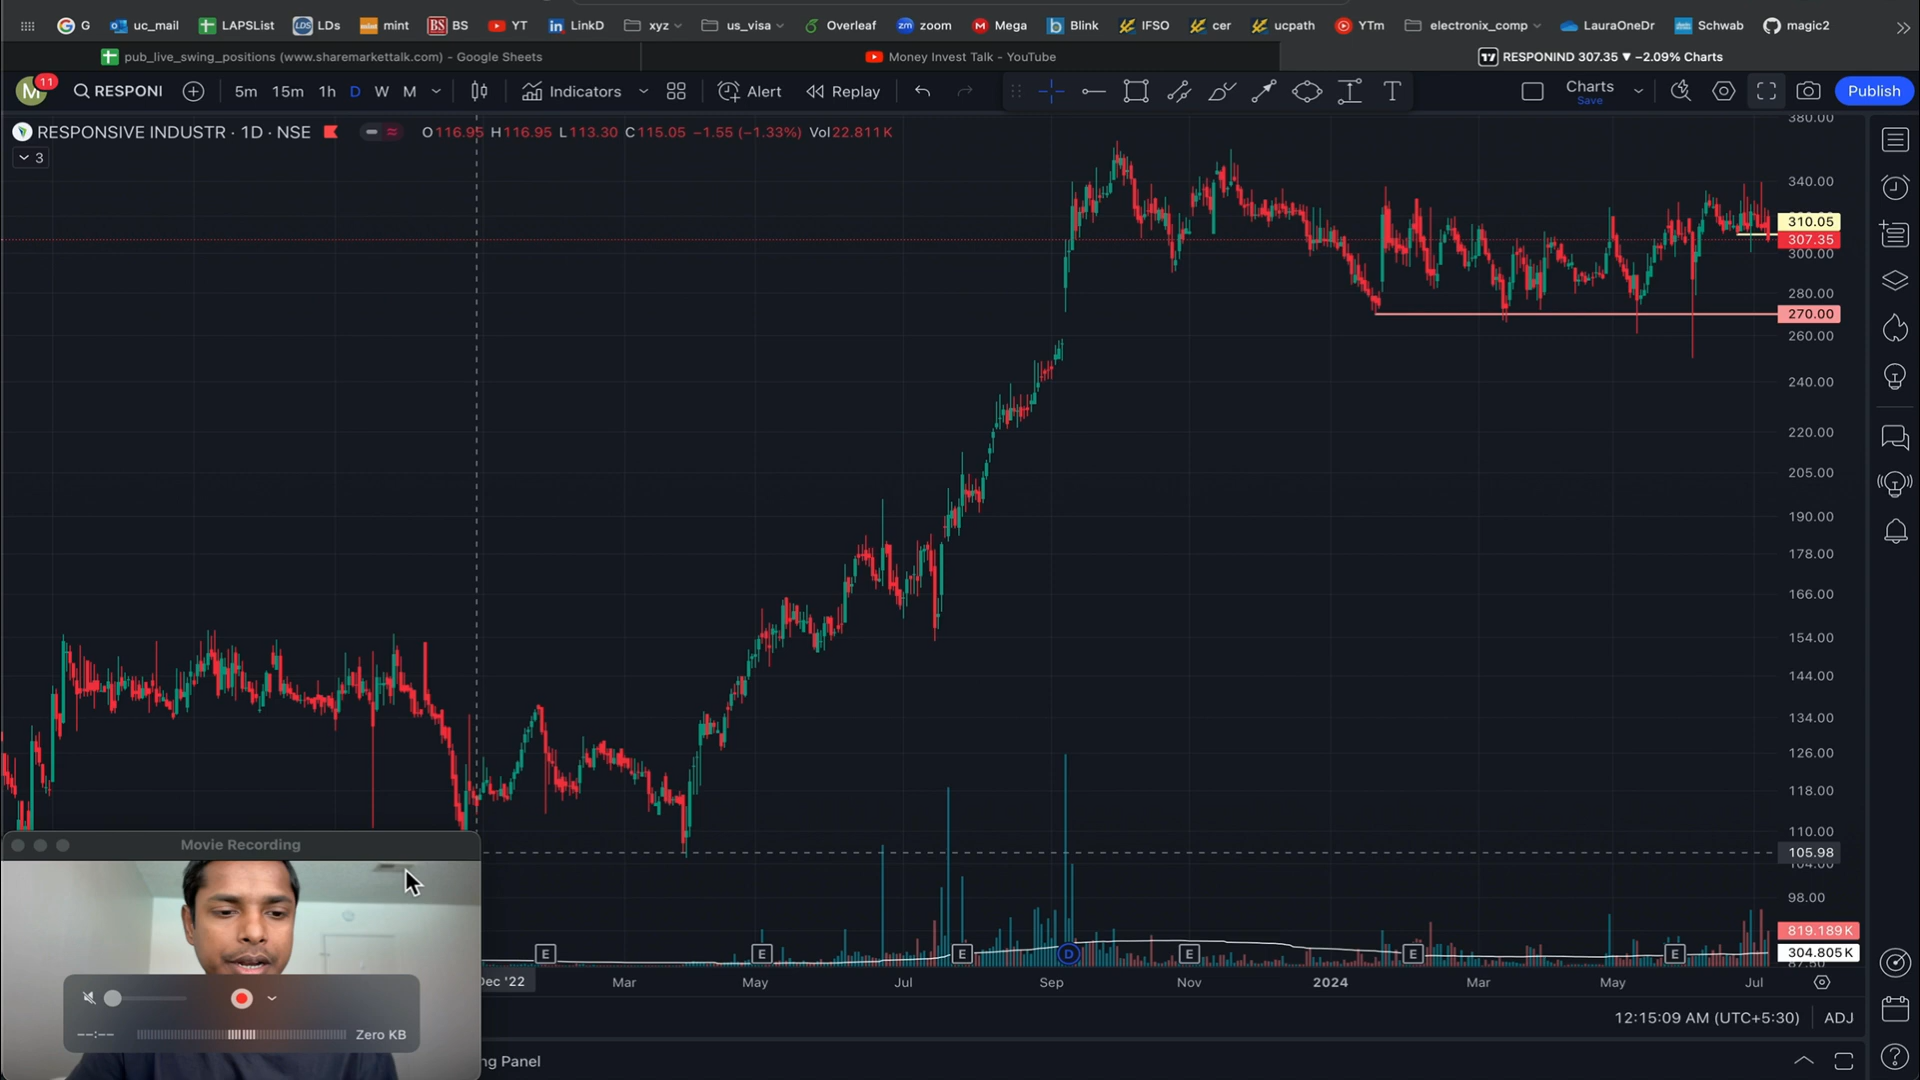 G uc_mail LAPSList LDS LDs mint BS BS YT in LinkD xyz us_visa Overleaf zm zoom M Mega Blink IFSO cer ucpath YTm electronix_comp LauraOneDr Schwab magic2
pub_live_swing_positions (www.sharemarkettalk.com) - Google Sheets
Money Invest Talk - YouTube
RESPONIND 307.35 ▼ −2.09% Charts
M 11 RESPONI 5m 15m 1h D W M Indicators Alert Replay T Charts Save Publish
RESPONSIVE INDUSTR · 1D · NSE O116.95 H116.95 L113.30 C115.05 −1.55 (−1.33%) Vol22.811K
3
380.00
340.00
310.05
307.35
300.00
280.00
270.00
260.00
240.00
220.00
205.00
190.00
178.00
166.00
154.00
144.00
134.00
126.00
118.00
110.00
105.98
98.00
819.189K
304.805K
E E E D E E E
Dec '22 Mar May Jul Sep Nov 2024 Mar May Jul
Movie Recording
--:-- Zero KB
12:15:09 AM (UTC+5:30) ADJ
ng Panel